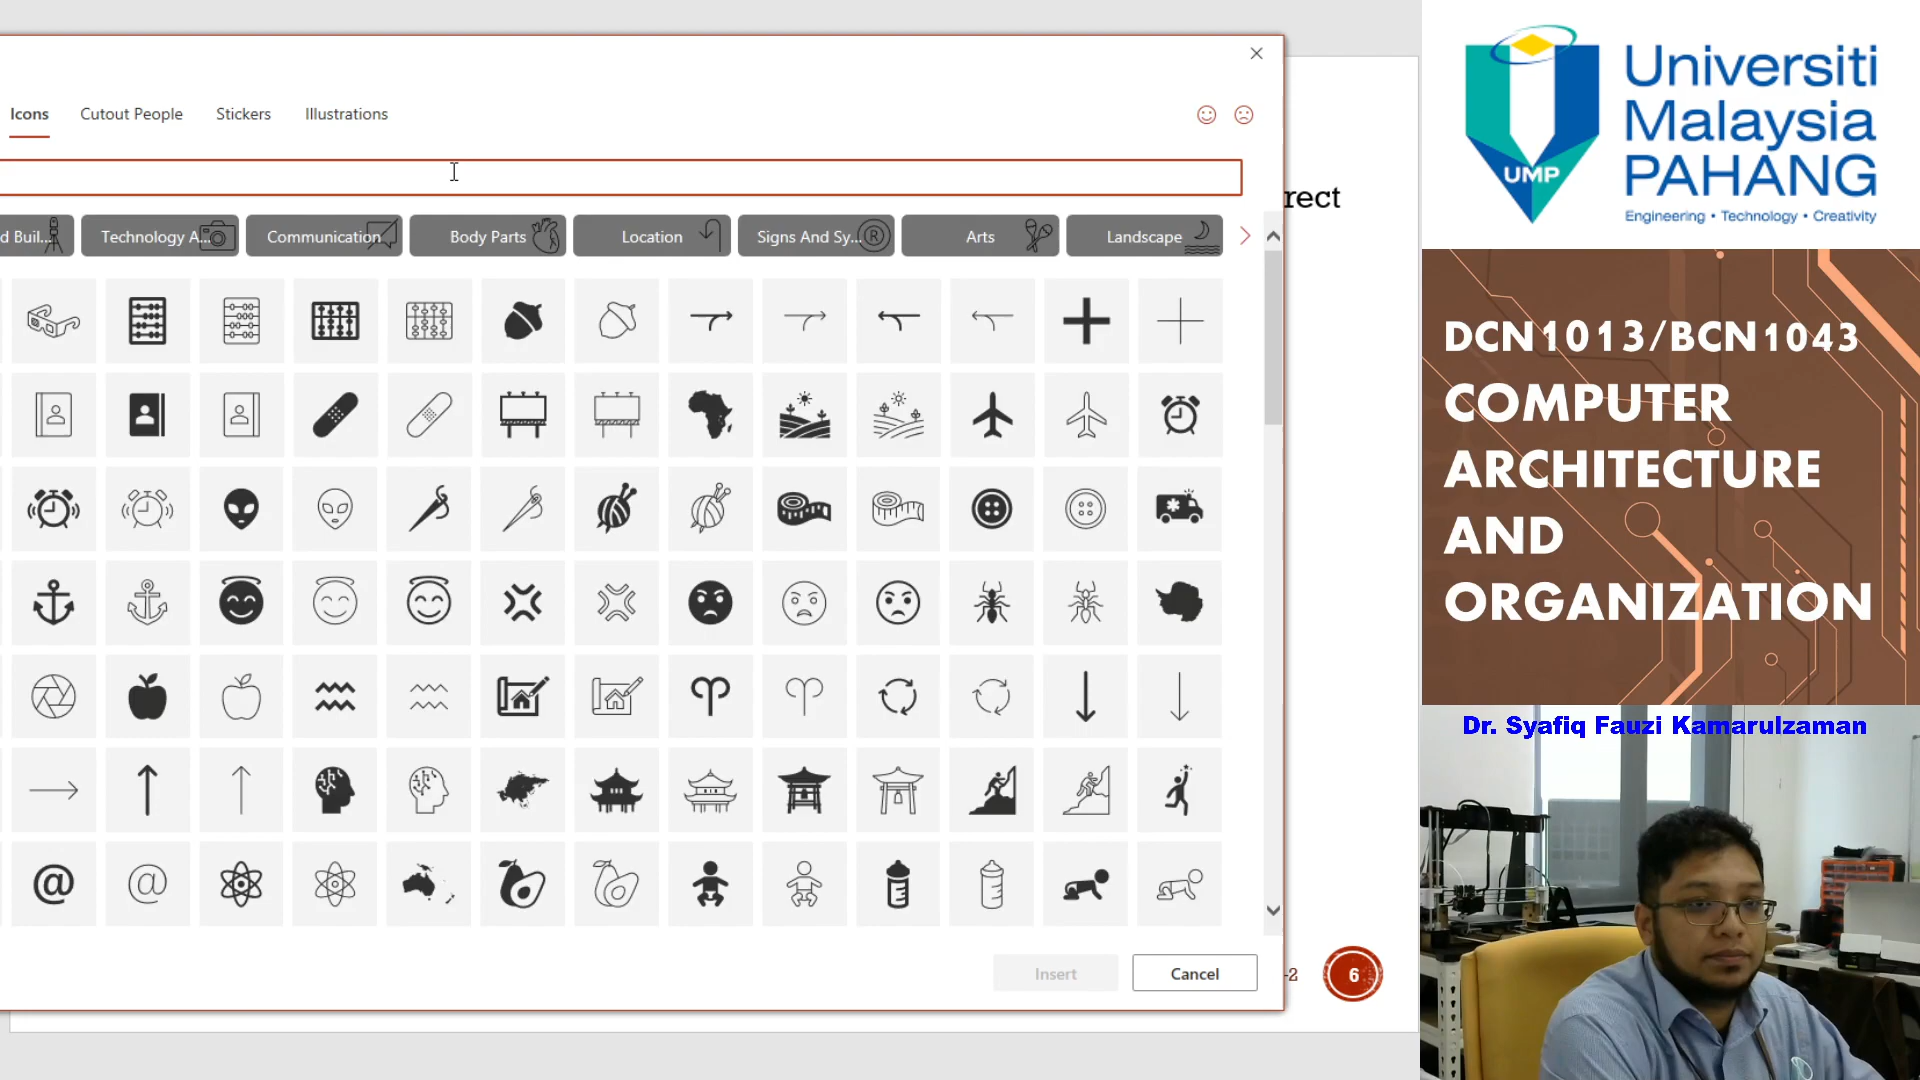 Icons Cutout People Stickers Illustrations
rect
d Buil... Technology A... Communication Body Parts Location Signs And Sy... Arts Landscape
Insert Cancel
-2 6
Universiti
Malaysia
PAHANG
UMP
Engineering • Technology • Creativity
DCN1013/BCN1043
COMPUTER
ARCHITECTURE
AND
ORGANIZATION
Dr. Syafiq Fauzi Kamarulzaman